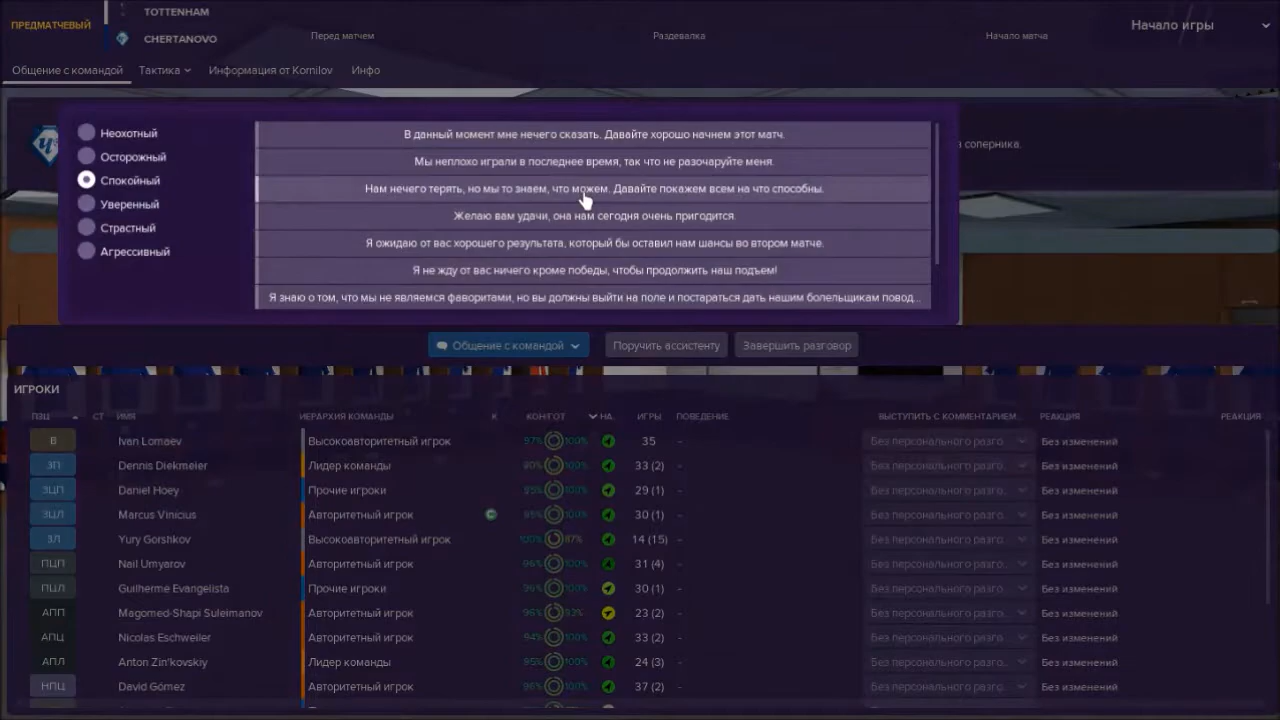 ПРЕДМАТЧЕВЫЙ
TOTTENHAM
CHERTANOVO
Перед матчем
Раздевалка
Начало матча
Начало игры
Общение с командой Тактика Информация от Kornilov Инфо
Неохотный
Осторожный
Спокойный
Уверенный
Страстный
Агрессивный
В данный момент мне нечего сказать. Давайте хорошо начнем этот матч.
Мы неплохо играли в последнее время, так что не разочаруйте меня.
Нам нечего терять, но мы то знаем, что можем. Давайте покажем всем на что способны.
Желаю вам удачи, она нам сегодня очень пригодится.
Я ожидаю от вас хорошего результата, который бы оставил нам шансы во втором матче.
Я не жду от вас ничего кроме победы, чтобы продолжить наш подъем!
Я знаю о том, что мы не являемся фаворитами, но вы должны выйти на поле и постараться дать нашим болельщикам повод...
соперника.
Общение с командой Поручить ассистенту Завершить разговор
ИГРОКИ
ПЗЦ СТ ИМЯ ИЕРАРХИЯ КОМАНДЫ К КОН ГОТ НА. ИГРЫ ПОВЕДЕНИЕ ВЫСТУПИТЬ С КОММЕНТАРИЕМ... РЕАКЦИЯ РЕАКЦИЯ
В Ivan Lomaev Высокоавторитетный игрок 97% 100% 35 - Без персонального разго... Без изменений
ЗП Dennis Diekmeier Лидер команды 90% 100% 33 (2) - Без персонального разго... Без изменений
ЗЦП Daniel Hoey Прочие игроки 95% 100% 29 (1) - Без персонального разго... Без изменений
ЗЦЛ Marcus Vinicius Авторитетный игрок C 95% 100% 30 (1) - Без персонального разго... Без изменений
ЗЛ Yury Gorshkov Высокоавторитетный игрок 100% 87% 14 (15) - Без персонального разго... Без изменений
ПЦП Nail Umyarov Авторитетный игрок 96% 100% 31 (4) - Без персонального разго... Без изменений
ПЦЛ Guilherme Evangelista Прочие игроки 96% 100% 30 (1) - Без персонального разго... Без изменений
АПП Magomed-Shapi Suleimanov Авторитетный игрок 96% 93% 23 (2) - Без персонального разго... Без изменений
АПЦ Nicolas Eschweiler Авторитетный игрок 94% 100% 33 (2) - Без персонального разго... Без изменений
АПЛ Anton Zin'kovskiy Лидер команды 95% 100% 24 (3) - Без персонального разго... Без изменений
НПЦ David Gómez Авторитетный игрок 96% 100% 37 (2) - Без персонального разго... Без изменений